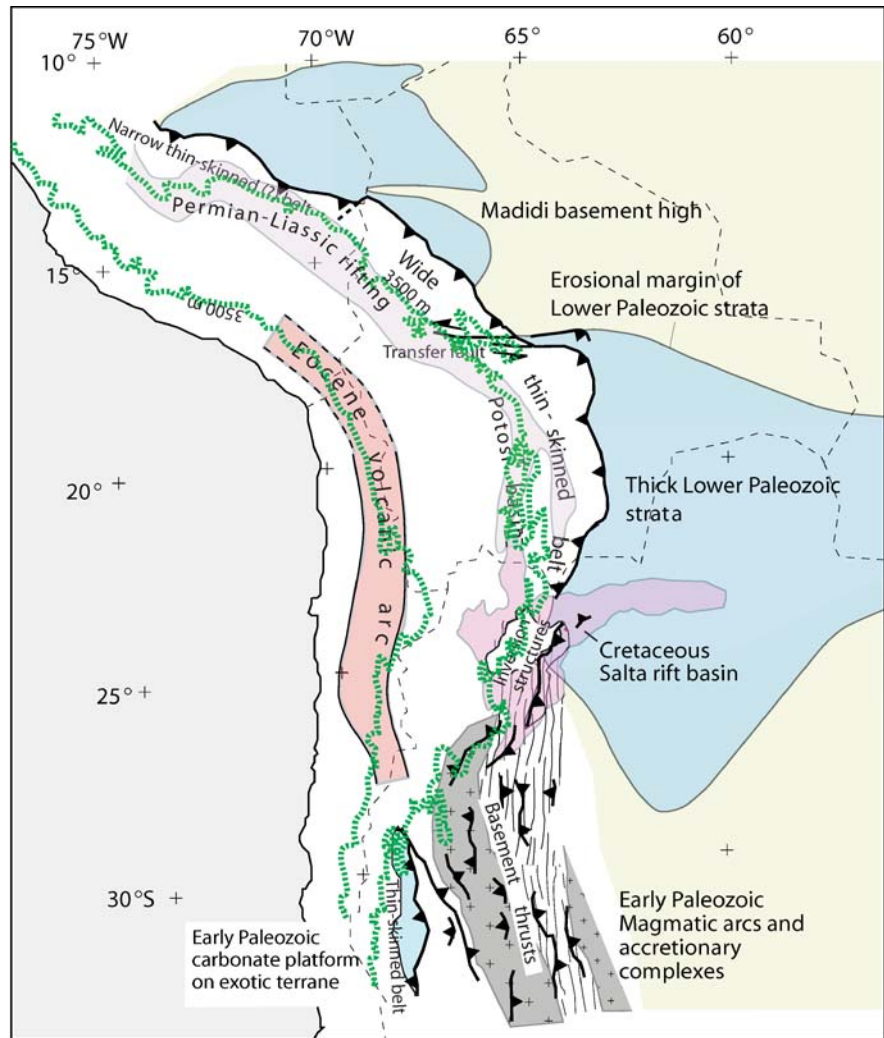 75°W
70°W
65°
60°
10°
Narrow thin-skinned (?) belt
Permian-Liassic rifting
Madidi basement high
Wide
thin-skinned
belt
15°
3500 m
3500 m
Erosional margin of
Lower Paleozoic strata
Transfer fault
Eocene volcanic arc
Potosi basin
20°
Thick Lower Paleozoic
strata
Inversion
structures
Cretaceous
Salta rift basin
25°
Basement
thrusts
30°S
Thin-skinned belt
Early Paleozoic
carbonate platform
on exotic terrane
Early Paleozoic
Magmatic arcs and
accretionary
complexes